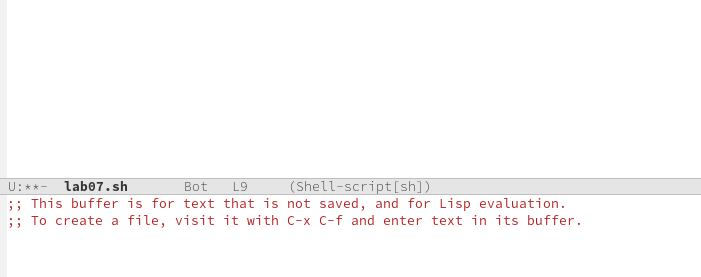 U:**-  lab07.sh       Bot   L9     (Shell-script[sh])
;; This buffer is for text that is not saved, and for Lisp evaluation.
;; To create a file, visit it with C-x C-f and enter text in its buffer.